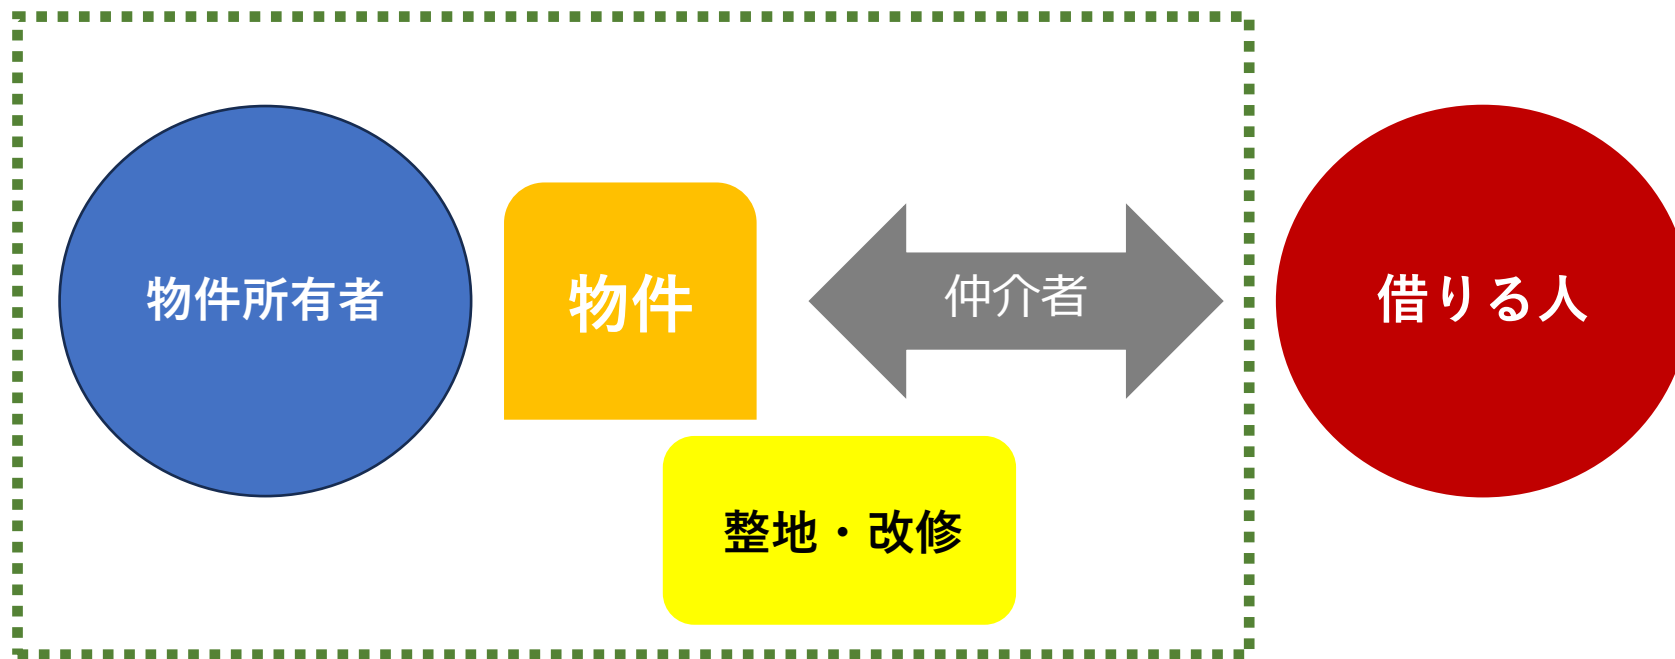 物件所有者
物件
仲介者
借りる人
整地・改修